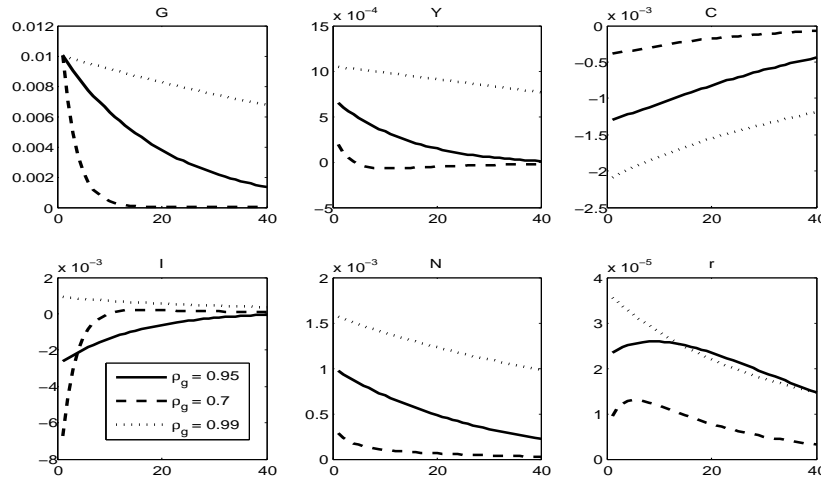 G
0.012
0.01
0.008
0.006
0.004
0.002
0
0 20 40
Y
x 10⁻⁴
15
10
5
0
−5
0 20 40
C
x 10⁻³
0
−0.5
−1
−1.5
−2
−2.5
0 20 40
I
x 10⁻³
2
0
−2
−4
−6
−8
0 20 40
ρg = 0.95
ρg = 0.7
ρg = 0.99
N
x 10⁻³
2
1.5
1
0.5
0
0 20 40
r
x 10⁻⁵
4
3
2
1
0
0 20 40